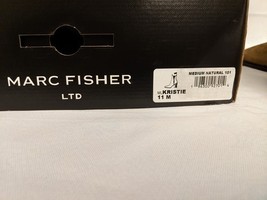 MARC FISHER
LTD
MEDIUM NATURAL 101
KRISTIE
11 M